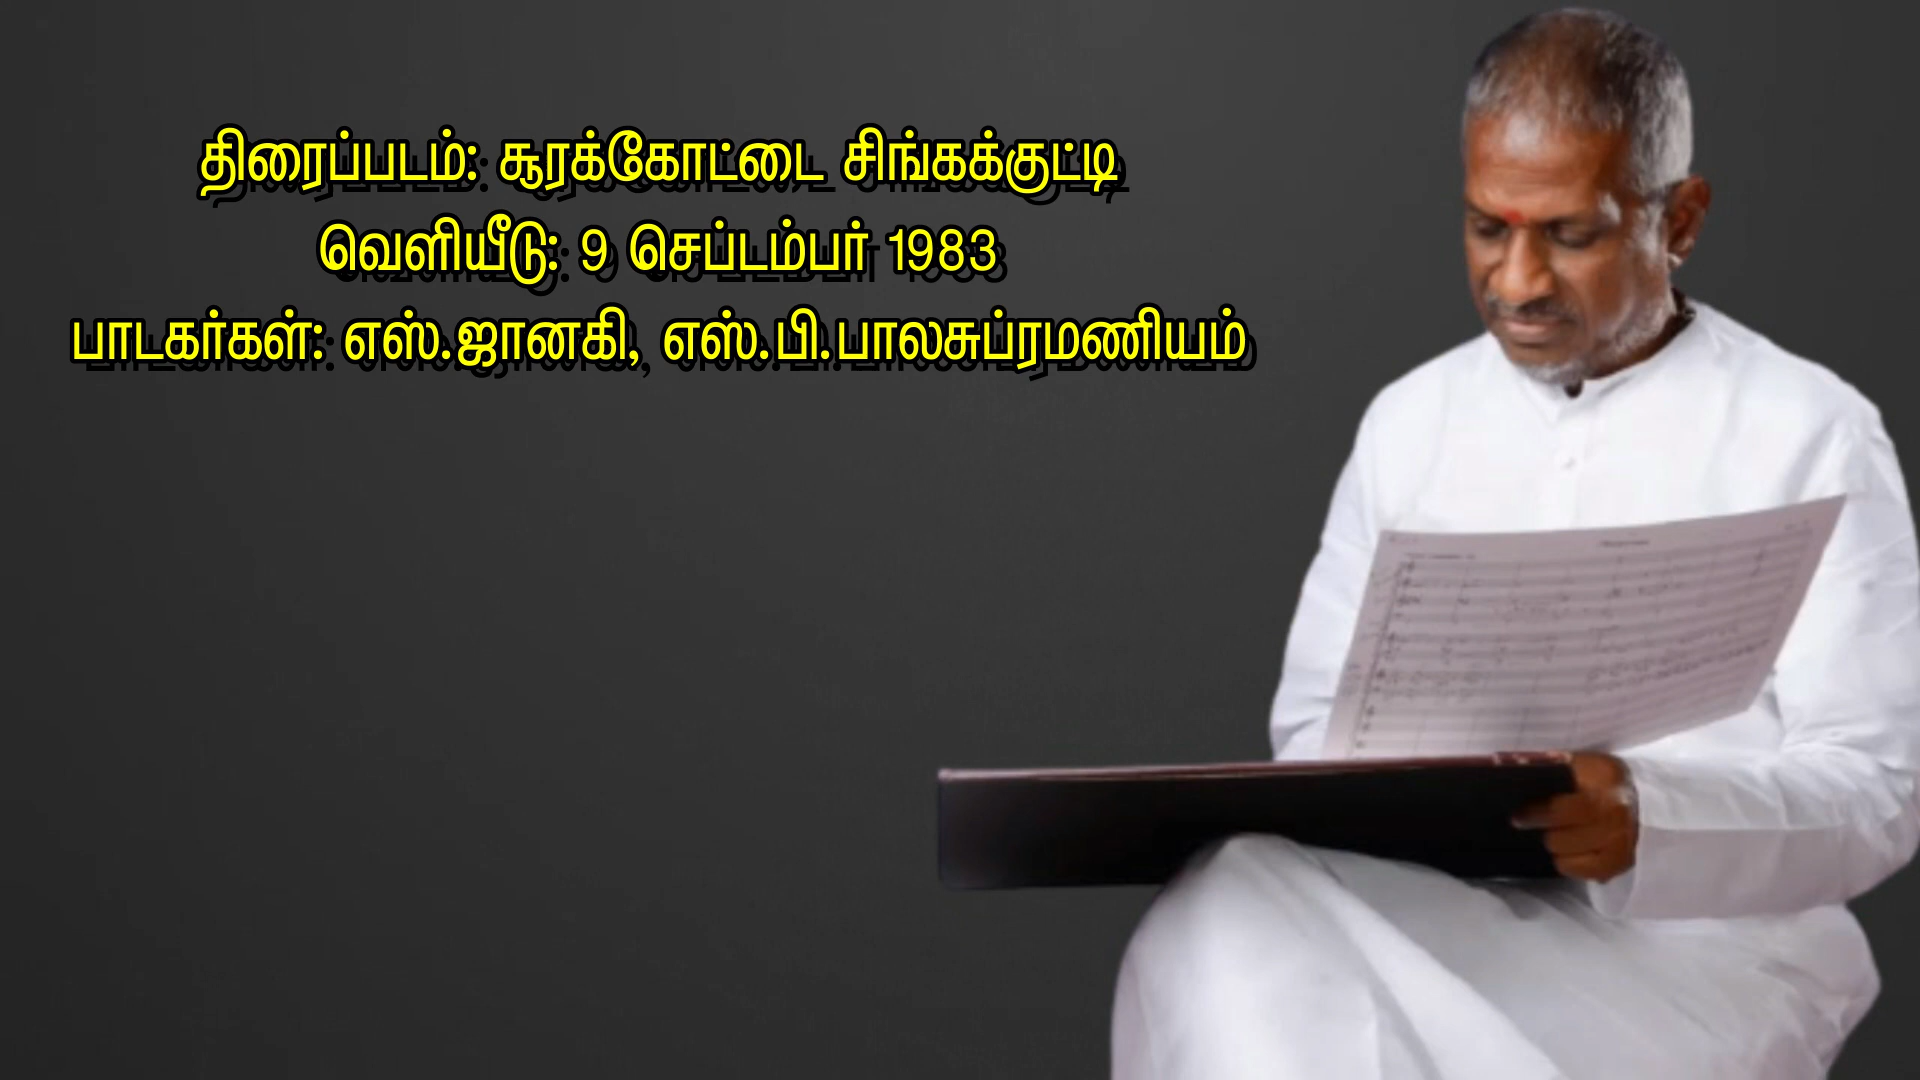 திரைப்படம்: சூரக்கோட்டை சிங்கக்குட்டி
வெளியீடு: 9 செப்டம்பர் 1983
பாடகர்கள்: எஸ்.ஜானகி, எஸ்.பி.பாலசுப்ரமணியம்